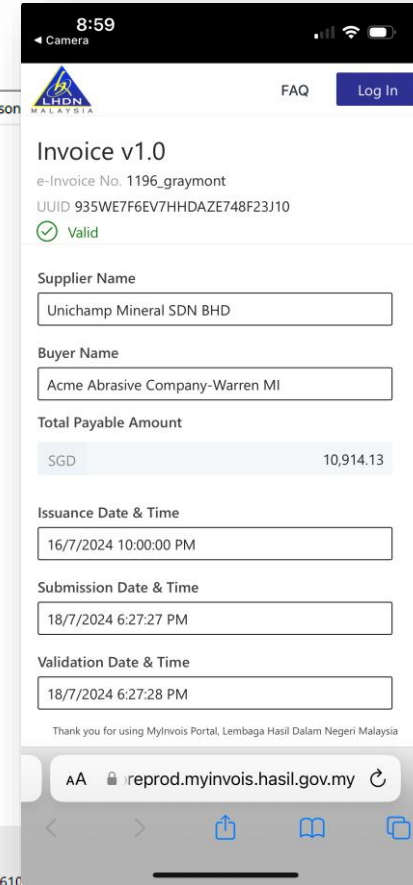 8:59
◄ Camera
son
LHDN
MALAYSIA
FAQ
Log In
Invoice v1.0
e-Invoice No. 1196_graymont
UUID 935WE7F6EV7HHDAZE748F23J10
Valid
Supplier Name
Unichamp Mineral SDN BHD
Buyer Name
Acme Abrasive Company-Warren MI
Total Payable Amount
SGD 10,914.13
Issuance Date & Time
16/7/2024 10:00:00 PM
Submission Date & Time
18/7/2024 6:27:27 PM
Validation Date & Time
18/7/2024 6:27:28 PM
Thank you for using MyInvois Portal, Lembaga Hasil Dalam Negeri Malaysia
AA reprod.myinvois.hasil.gov.my
610